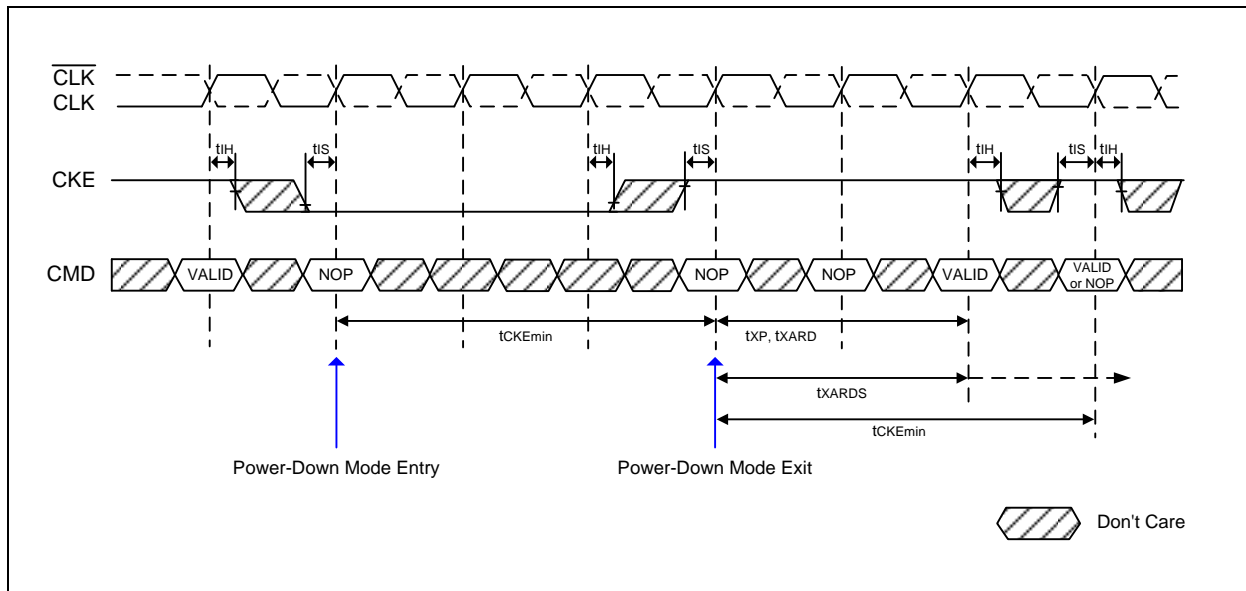 CLK
CLK
tIH tIS tIH tIS tIH tIS tIH
CKE
CMD VALID NOP NOP NOP VALID VALID or NOP
tCKEmin tXP, tXARD
tXARDS
tCKEmin
Power-Down Mode Entry Power-Down Mode Exit
Don't Care